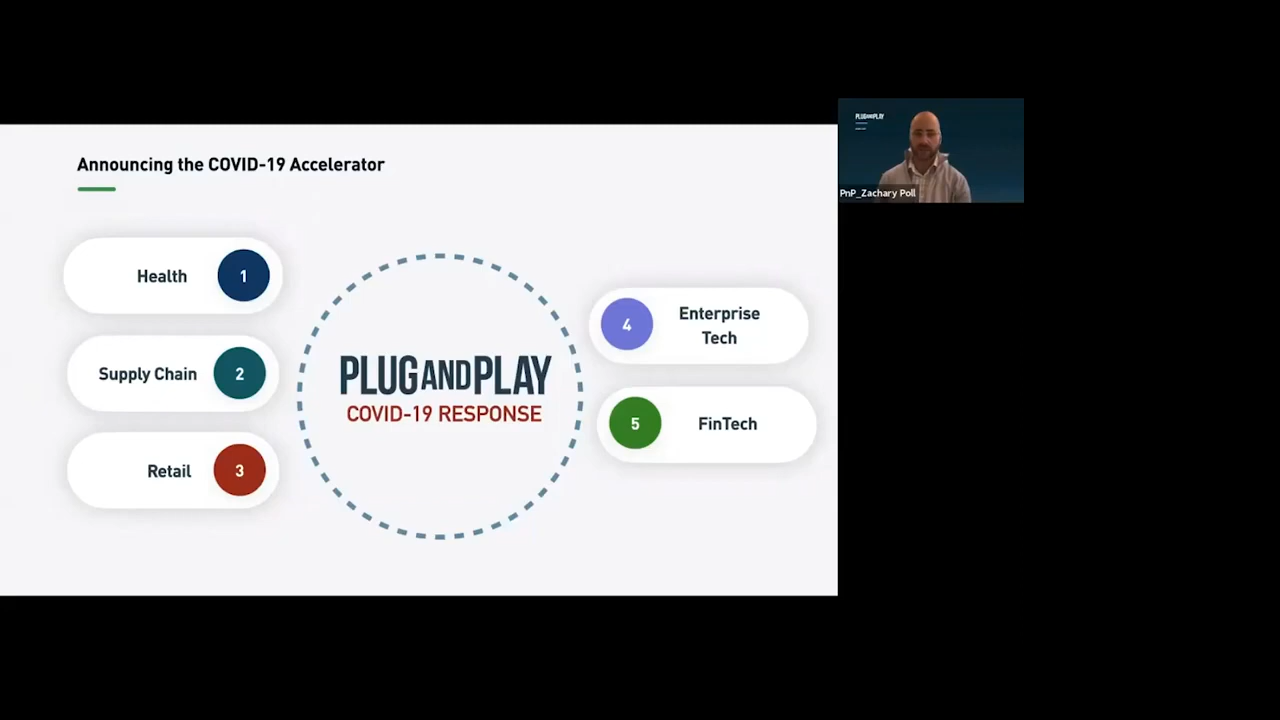 Announcing the COVID-19 Accelerator
Health
1
Supply Chain
2
Retail
3
PLUGANDPLAY
COVID-19 RESPONSE
4
Enterprise
Tech
5
FinTech
PLUGANDPLAY
PnP_Zachary Poll